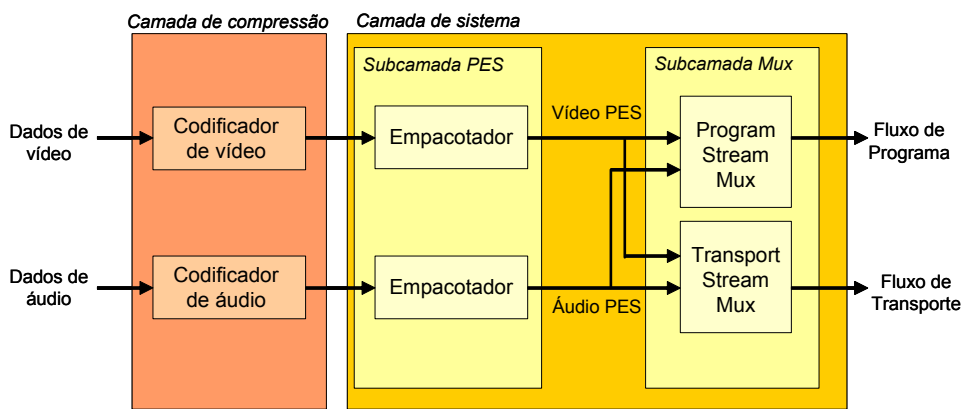 Camada de compressão
Camada de sistema
Subcamada PES
Subcamada Mux
Dados de
vídeo
Codificador
de vídeo
Empacotador
Vídeo PES
Program
Stream
Mux
Fluxo de
Programa
Dados de
áudio
Codificador
de áudio
Empacotador
Áudio PES
Transport
Stream
Mux
Fluxo de
Transporte